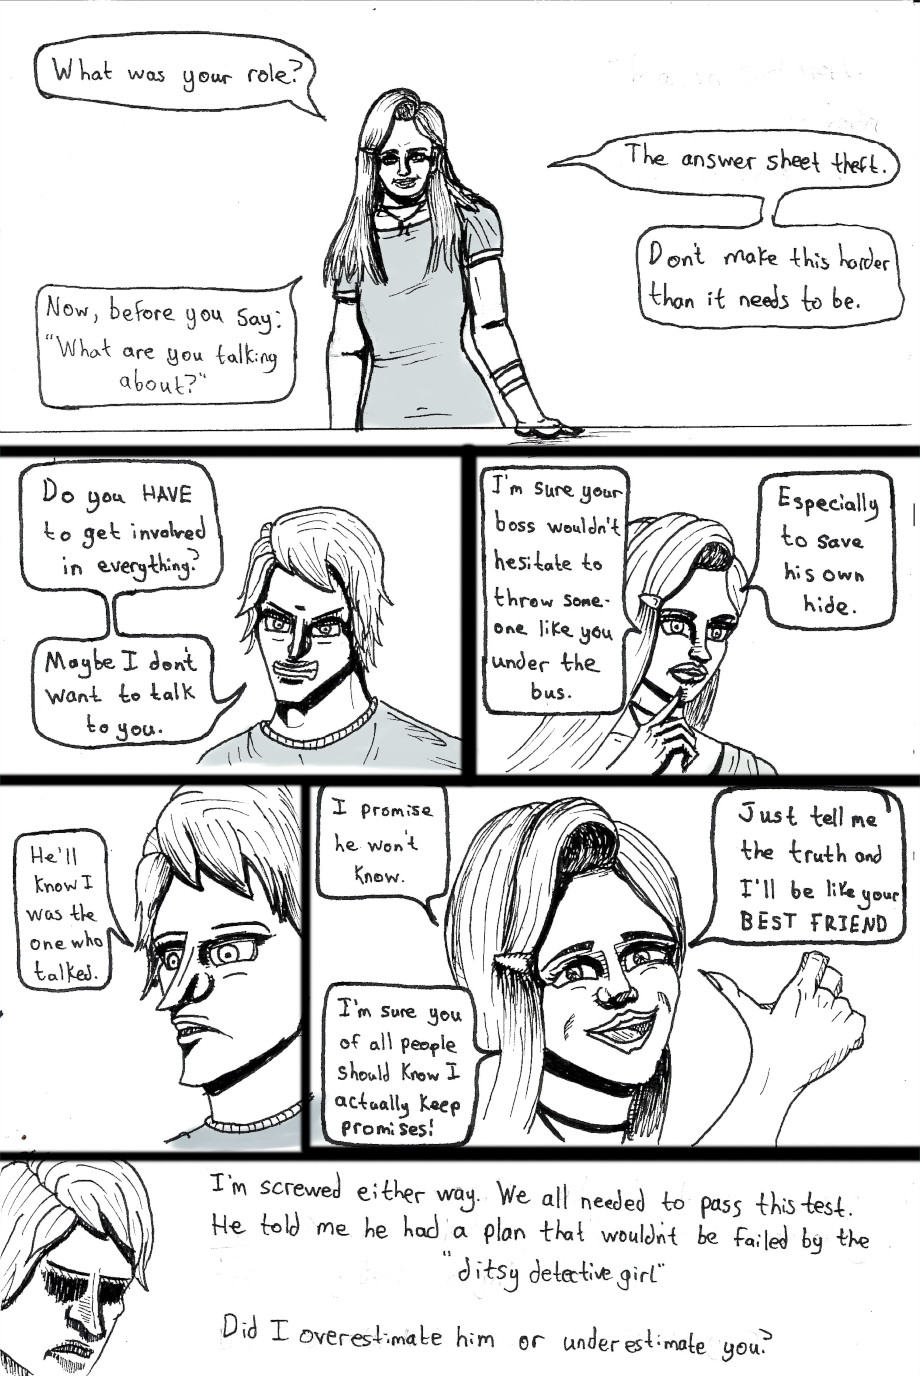 What was your role?
Now, before you say:
"What are you talking
about?"
The answer sheet theft.
Don't make this harder
than it needs to be.
Do you HAVE
to get involved
in everything?
Maybe I don't
want to talk
to you.
I'm sure your
boss wouldn't
hesitate to
throw some-
one like you
under the
bus.
Especially
to save
his own
hide.
He'll
know I
was the
one who
talked.
I promise
he won't
know.
I'm sure you
of all people
should know I
actually keep
promises!
Just tell me
the truth and
I'll be like your
BEST FRIEND
I'm screwed either way. We all needed to pass this test.
He told me he had a plan that wouldn't be failed by the
"ditsy detective girl"
Did I overestimate him or underestimate you?